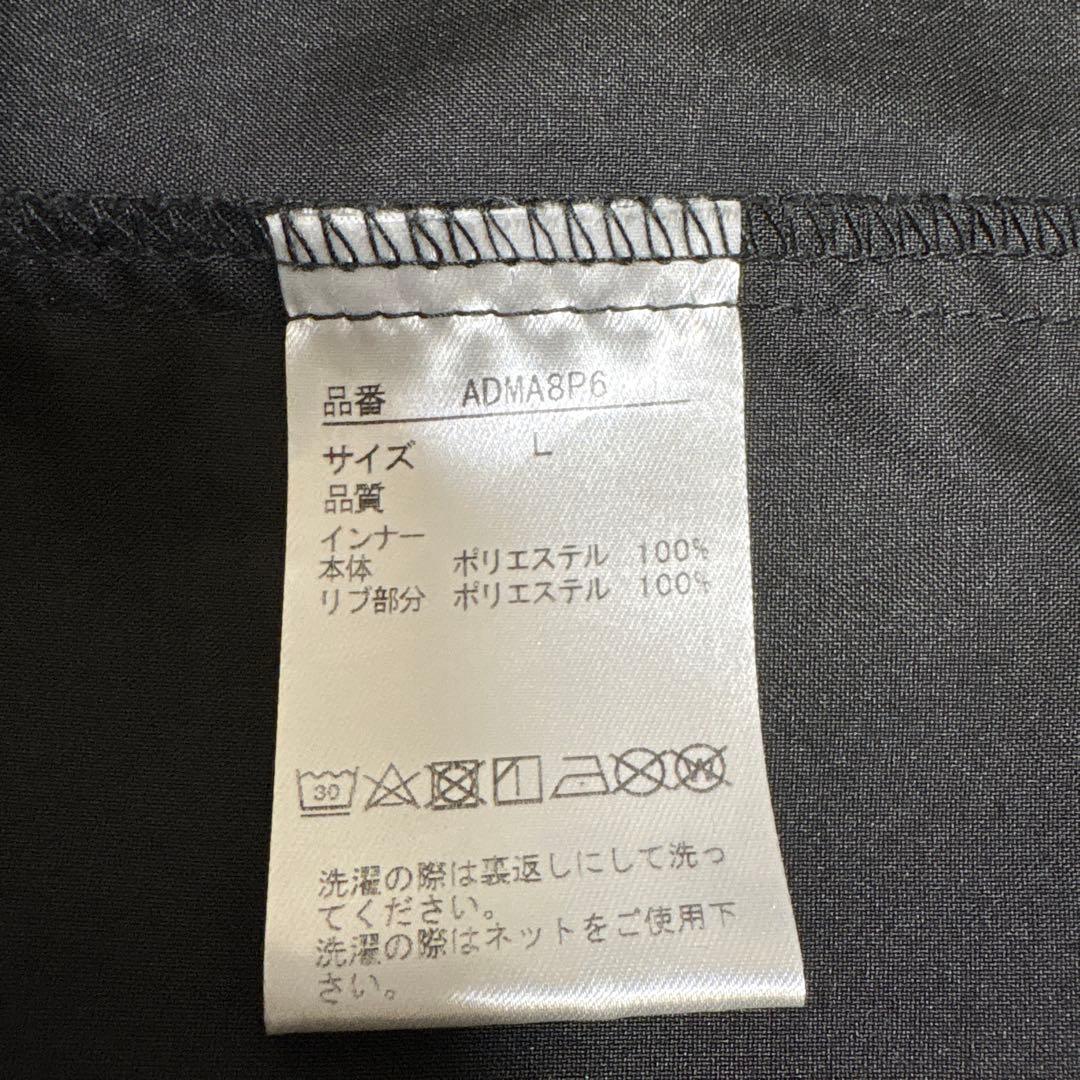 品番 ADMA8P6
サイズ L
品質
インナー
本体 ポリエステル 100%
リブ部分 ポリエステル 100%
30 W
洗濯の際は裏返しにして洗っ
てください。
洗濯の際はネットをご使用下
さい。